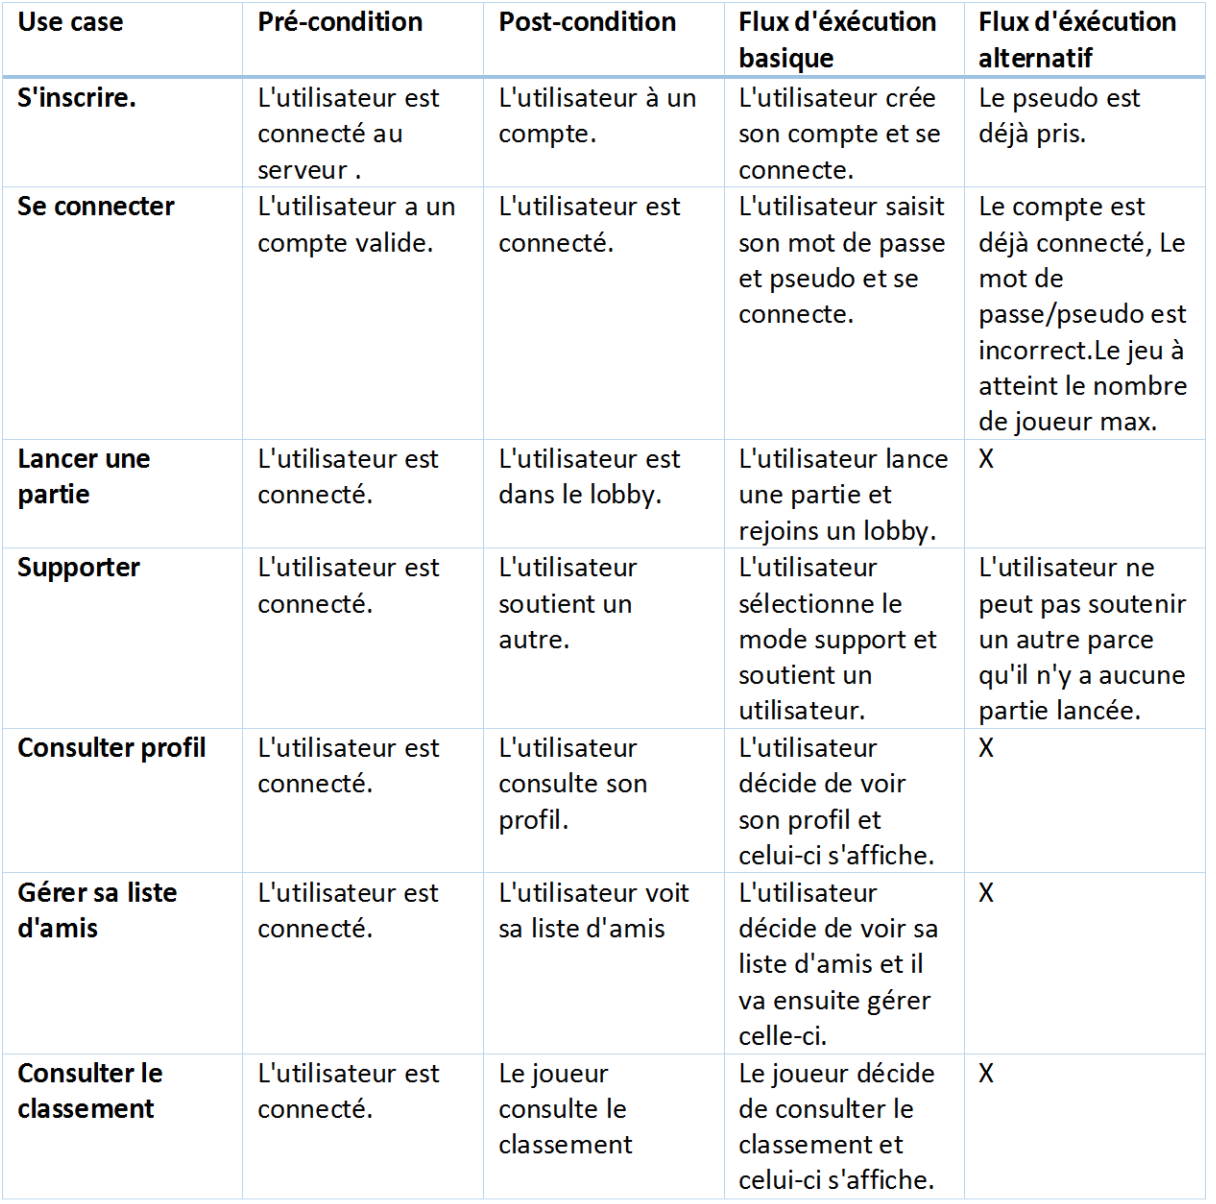 Use case
Pré-condition
Post-condition
Flux d'éxécution
basique
Flux d'éxécution
alternatif
S'inscrire.
L'utilisateur est
connecté au
serveur .
L'utilisateur à un
compte.
L'utilisateur crée
son compte et se
connecte.
Le pseudo est
déjà pris.
Se connecter
L'utilisateur a un
compte valide.
L'utilisateur est
connecté.
L'utilisateur saisit
son mot de passe
et pseudo et se
connecte.
Le compte est
déjà connecté, Le
mot de
passe/pseudo est
incorrect.Le jeu à
atteint le nombre
de joueur max.
Lancer une
partie
L'utilisateur est
connecté.
L'utilisateur est
dans le lobby.
L'utilisateur lance
une partie et
rejoins un lobby.
X
Supporter
L'utilisateur est
connecté.
L'utilisateur
soutient un
autre.
L'utilisateur
sélectionne le
mode support et
soutient un
utilisateur.
L'utilisateur ne
peut pas soutenir
un autre parce
qu'il n'y a aucune
partie lancée.
Consulter profil
L'utilisateur est
connecté.
L'utilisateur
consulte son
profil.
L'utilisateur
décide de voir
son profil et
celui-ci s'affiche.
X
Gérer sa liste
d'amis
L'utilisateur est
connecté.
L'utilisateur voit
sa liste d'amis
L'utilisateur
décide de voir sa
liste d'amis et il
va ensuite gérer
celle-ci.
X
Consulter le
classement
L'utilisateur est
connecté.
Le joueur
consulte le
classement
Le joueur décide
de consulter le
classement et
celui-ci s'affiche.
X